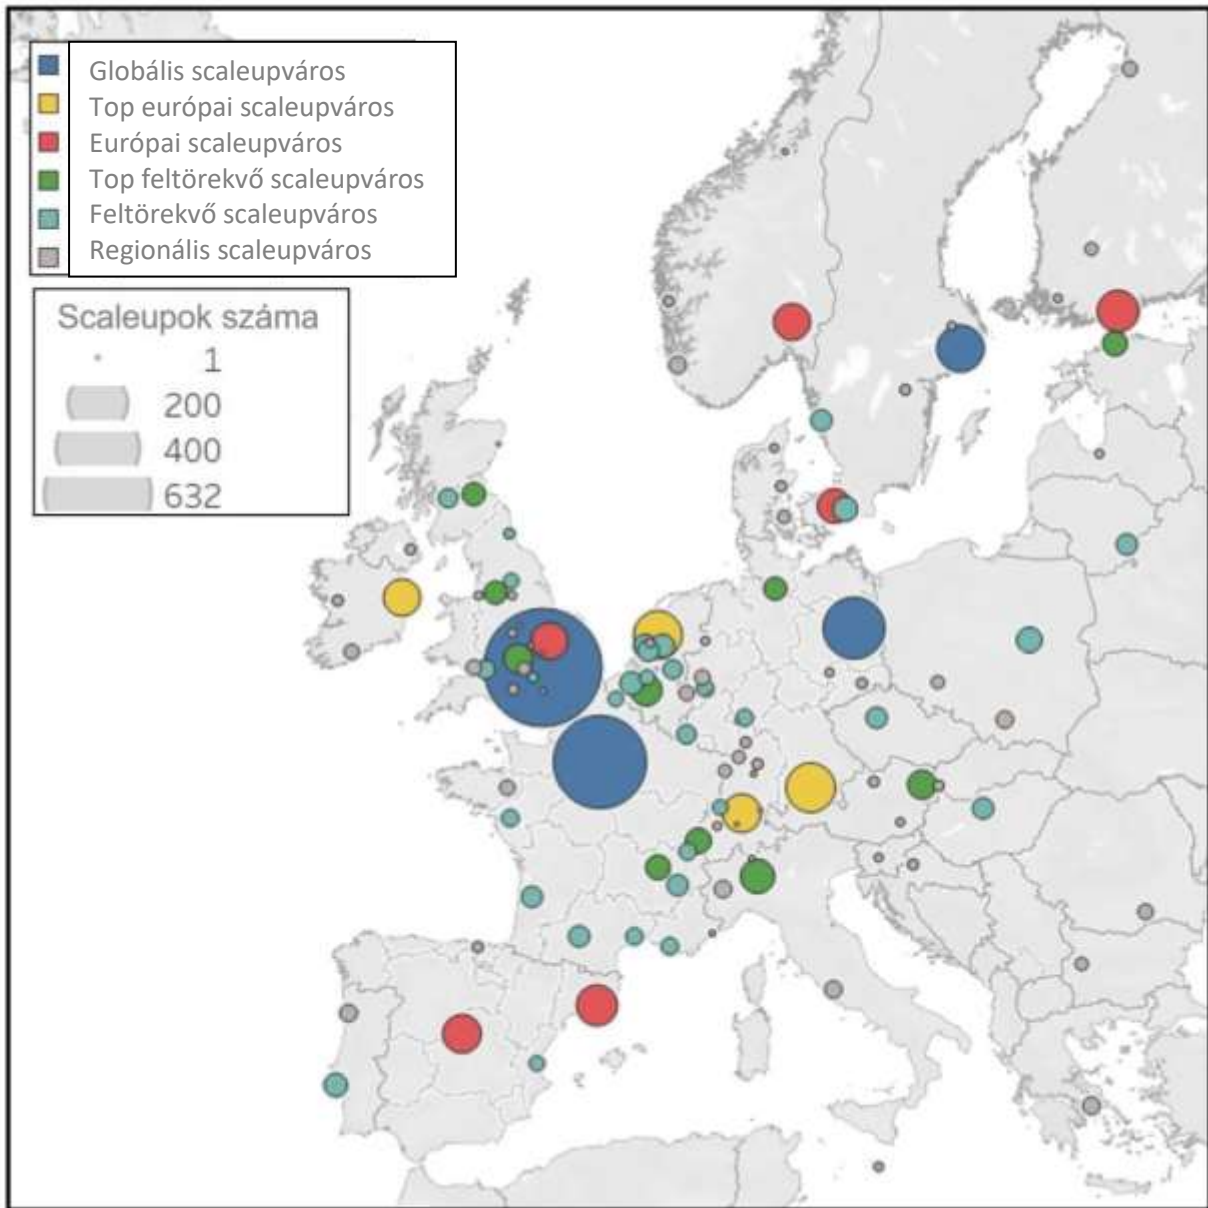 Globális scaleupváros
Top európai scaleupváros
Európai scaleupváros
Top feltörekvő scaleupváros
Feltörekvő scaleupváros
Regionális scaleupváros
Scaleupok száma
1
200
400
632